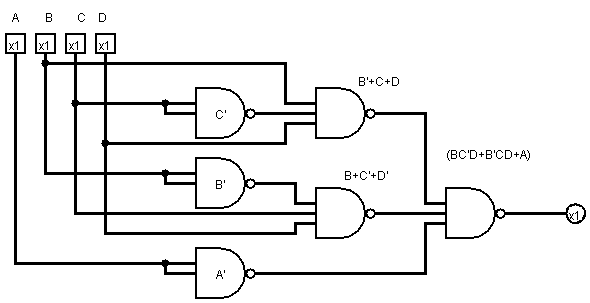 A B C D
x1 x1 x1 x1
B'+C+D
C'
(BC'D+B'CD+A)
B+C'+D'
B'
x1
A'